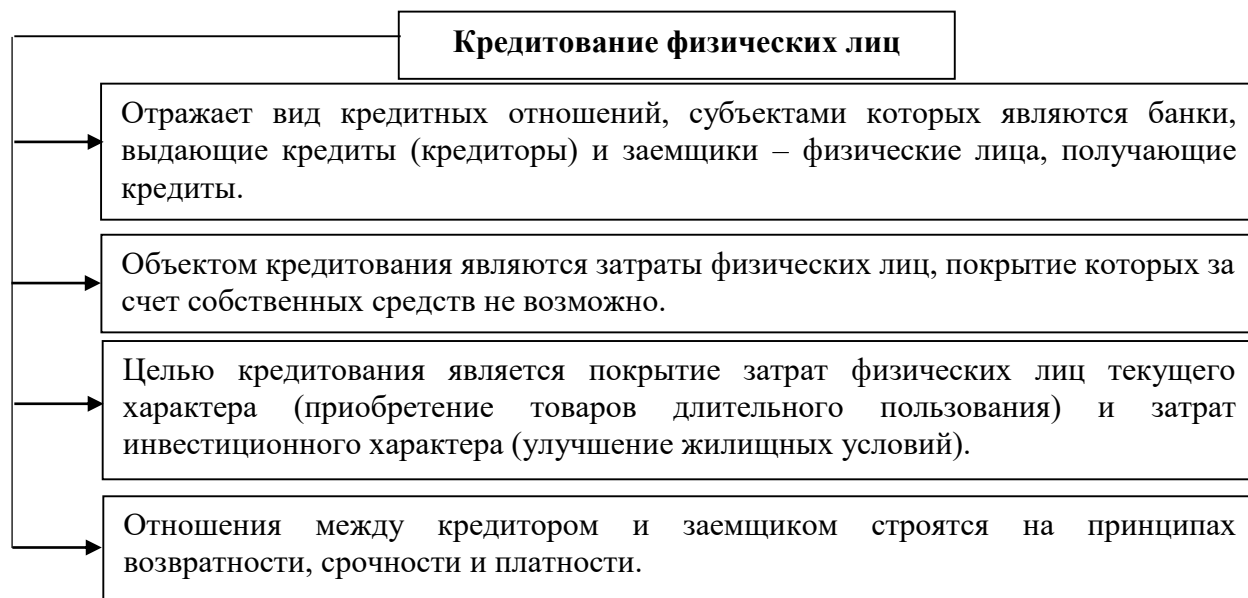 Кредитование физических лиц
Отражает вид кредитных отношений, субъектами которых являются банки,
выдающие кредиты (кредиторы) и заемщики – физические лица, получающие
кредиты.
Объектом кредитования являются затраты физических лиц, покрытие которых за
счет собственных средств не возможно.
Целью кредитования является покрытие затрат физических лиц текущего
характера (приобретение товаров длительного пользования) и затрат
инвестиционного характера (улучшение жилищных условий).
Отношения между кредитором и заемщиком строятся на принципах
возвратности, срочности и платности.